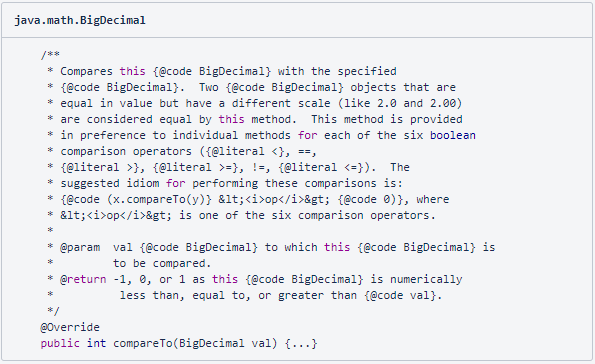 java.math.BigDecimal
/**
 * Compares this {@code BigDecimal} with the specified
 * {@code BigDecimal}.  Two {@code BigDecimal} objects that are
 * equal in value but have a different scale (like 2.0 and 2.00)
 * are considered equal by this method.  This method is provided
 * in preference to individual methods for each of the six boolean
 * comparison operators ({@literal <}, ==,
 * {@literal >}, {@literal >=}, !=, {@literal <=}).  The
 * suggested idiom for performing these comparisons is:
 * {@code (x.compareTo(y)} &lt;<i>op</i>&gt; {@code 0)}, where
 * &lt;<i>op</i>&gt; is one of the six comparison operators.
 *
 * @param  val {@code BigDecimal} to which this {@code BigDecimal} is
 *         to be compared.
 * @return -1, 0, or 1 as this {@code BigDecimal} is numerically
 *          less than, equal to, or greater than {@code val}.
 */
@Override
public int compareTo(BigDecimal val) {...}